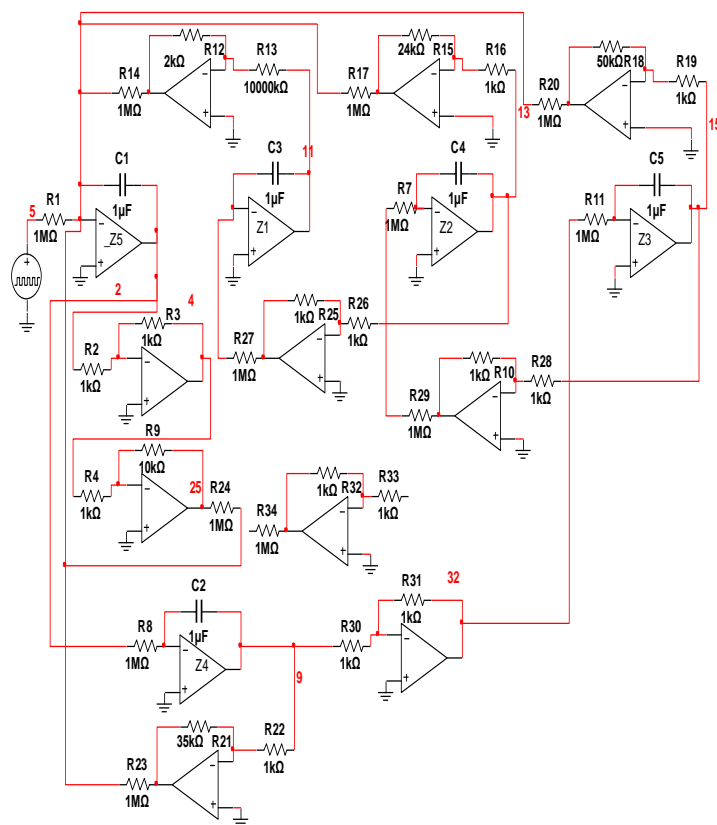 R12
2kΩ
R13
10000kΩ
R14
1MΩ
24kΩ
R15
R16
1kΩ
R17
1MΩ
13
50kΩ
R18
R19
1kΩ
R20
1MΩ
15
C1
1µF
R1
1MΩ
5
_Z5
C3
1µF
11
Z1
C4
1µF
R7
1MΩ
Z2
C5
1µF
R11
1MΩ
Z3
2
4
R3
1kΩ
R2
1kΩ
R25
1kΩ
R26
1kΩ
R27
1MΩ
R10
1kΩ
R28
1kΩ
R29
1MΩ
R9
10kΩ
R4
1kΩ
25
R24
1MΩ
R32
1kΩ
R33
1kΩ
R34
1MΩ
C2
1µF
R8
1MΩ
Z4
9
R30
1kΩ
R31
1kΩ
32
35kΩ
R21
R22
1kΩ
R23
1MΩ